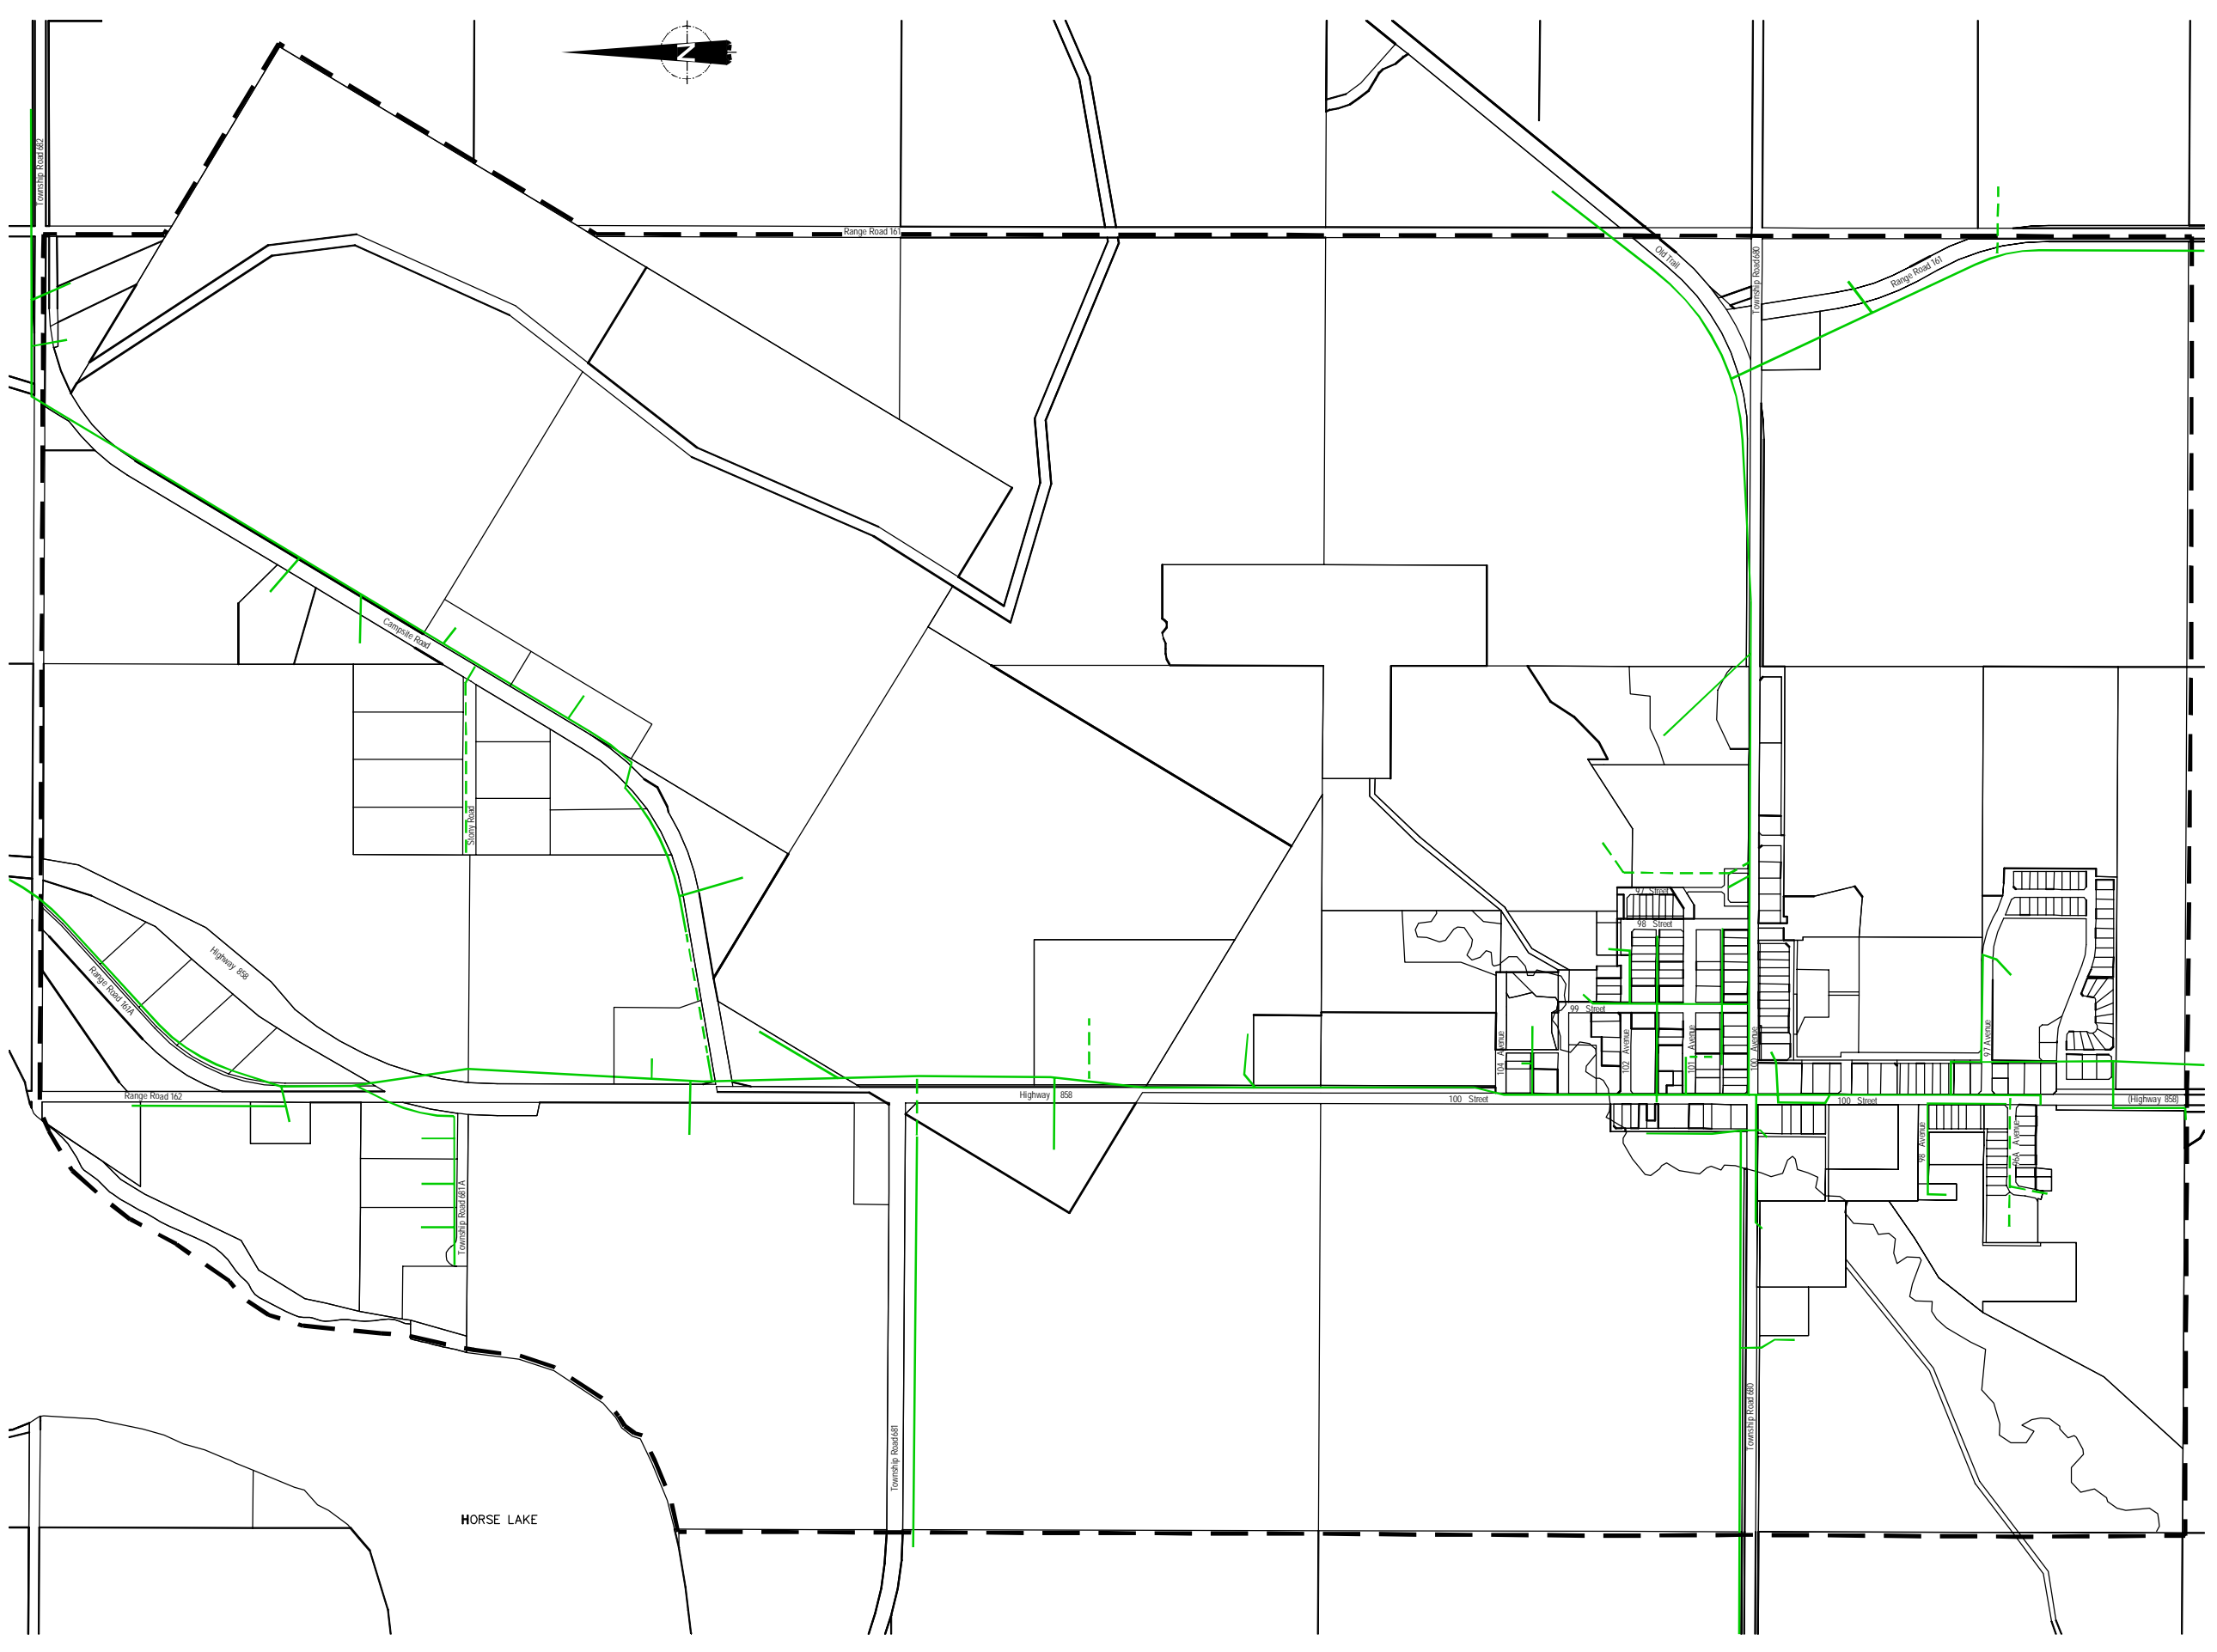 N
Township Road 682
Range Road 161
Old Trail
Township Road 680
Range Road 161
Campsite Road
Stony Road
97 Street
98 Street
99 Street
Highway 858
Range Road 161A
104 Avenue
102 Avenue
101 Avenue
100 Avenue
97 Avenue
Range Road 162
Highway 858
100 Street
100 Street
(Highway 858)
98 Avenue
96A Avenue
Township Road 681A
Township Road 681
Township Road 680
HORSE LAKE